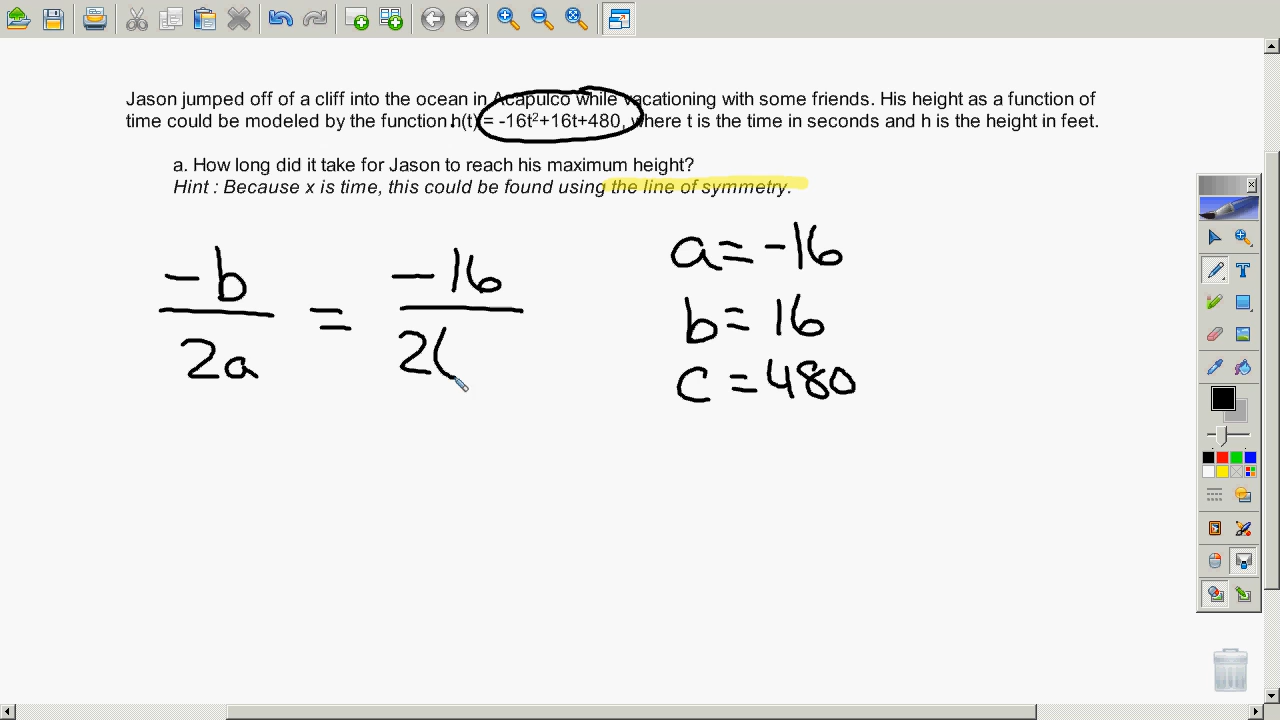 Jason jumped off of a cliff into the ocean in Acapulco while vacationing with some friends. His height as a function of
time could be modeled by the function h(t) = -16t²+16t+480, where t is the time in seconds and h is the height in feet.
a. How long did it take for Jason to reach his maximum height?
Hint : Because x is time, this could be found using the line of symmetry.
-b
2a
=
-16
2(
a= -16
b= 16
c = 480
T